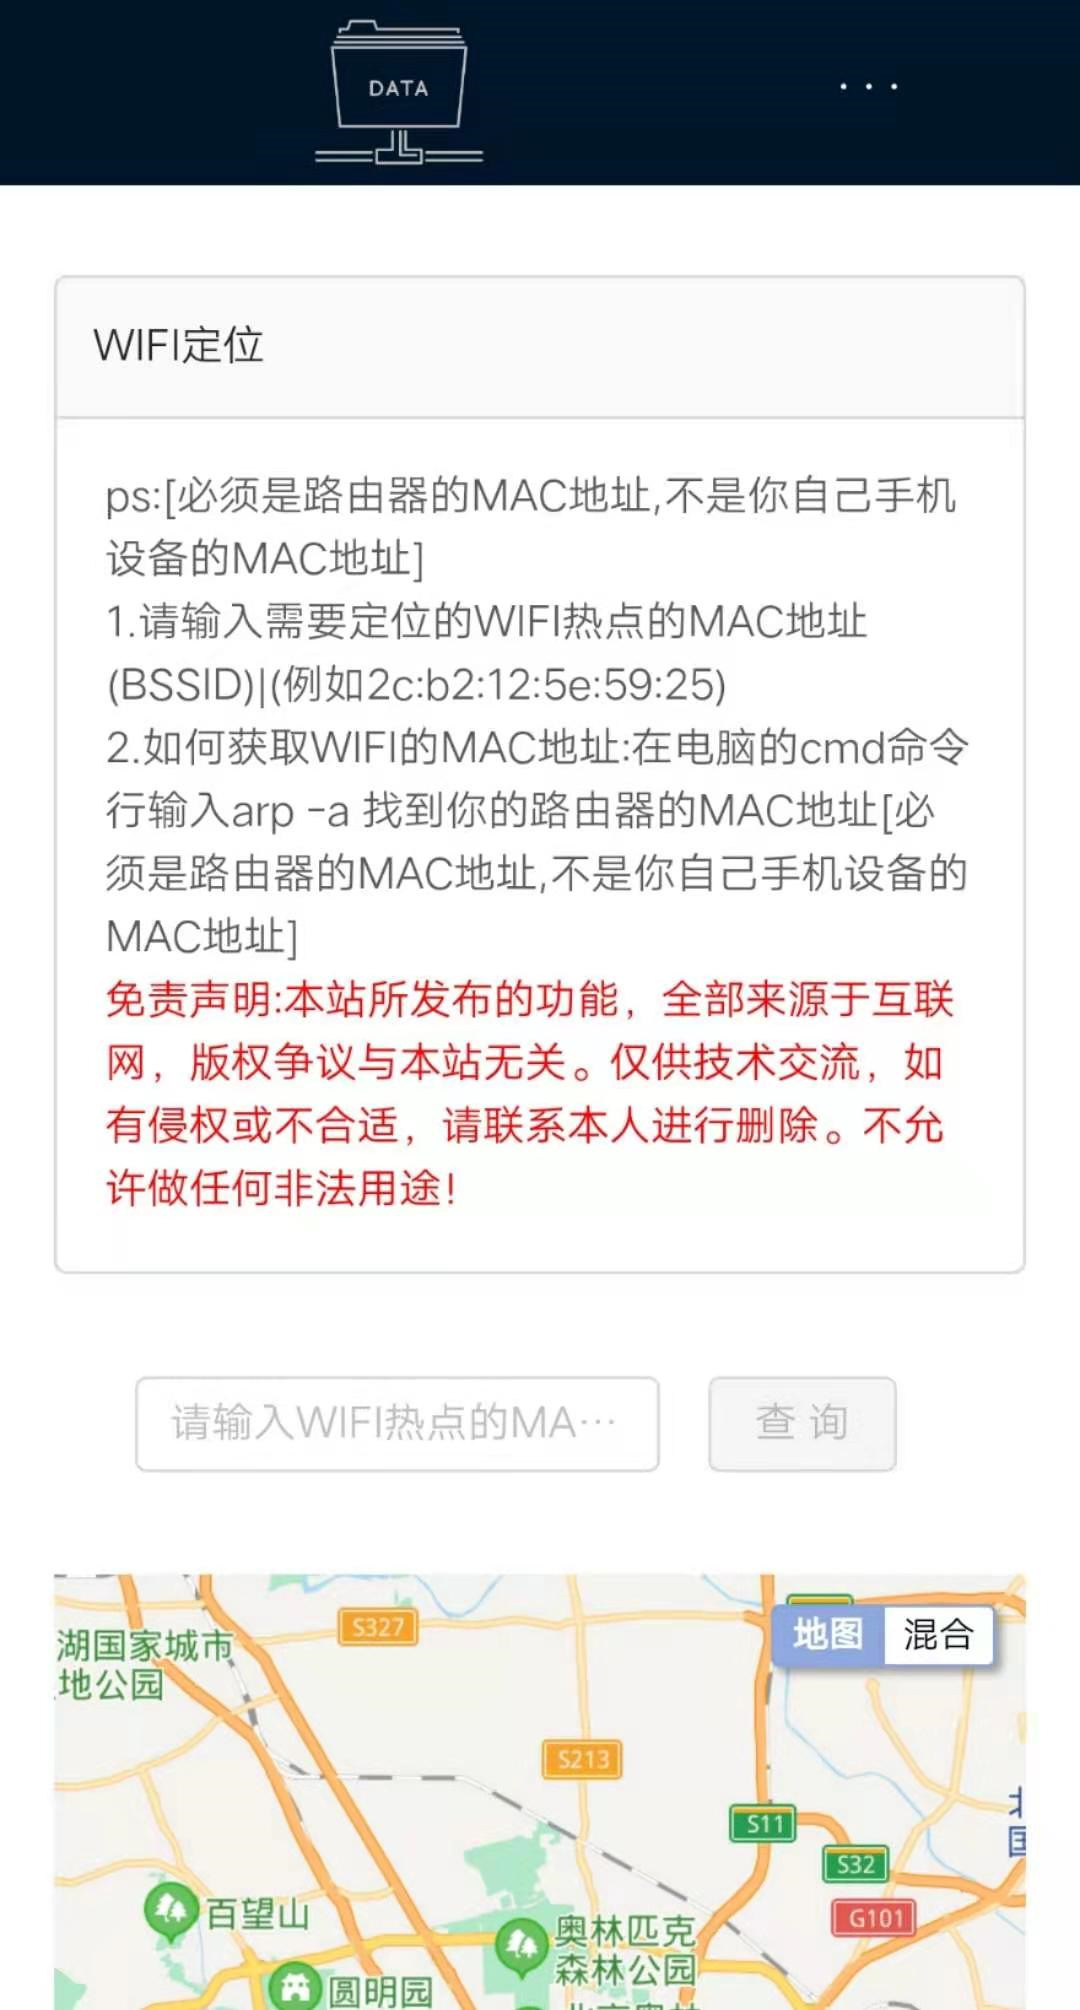 DATA
···
WIFI定位
ps:[必须是路由器的MAC地址,不是你自己手机
设备的MAC地址]
1.请输入需要定位的WIFI热点的MAC地址
(BSSID)|(例如2c:b2:12:5e:59:25)
2.如何获取WIFI的MAC地址:在电脑的cmd命令
行输入arp -a 找到你的路由器的MAC地址[必
须是路由器的MAC地址,不是你自己手机设备的
MAC地址]
免责声明:本站所发布的功能，全部来源于互联
网，版权争议与本站无关。仅供技术交流，如
有侵权或不合适，请联系本人进行删除。不允
许做任何非法用途!
请输入WIFI热点的MA…
查 询
S327
地图
混合
湖国家城市
地公园
S213
S11
S32
G101
百望山
奥林匹克
森林公园
圆明园